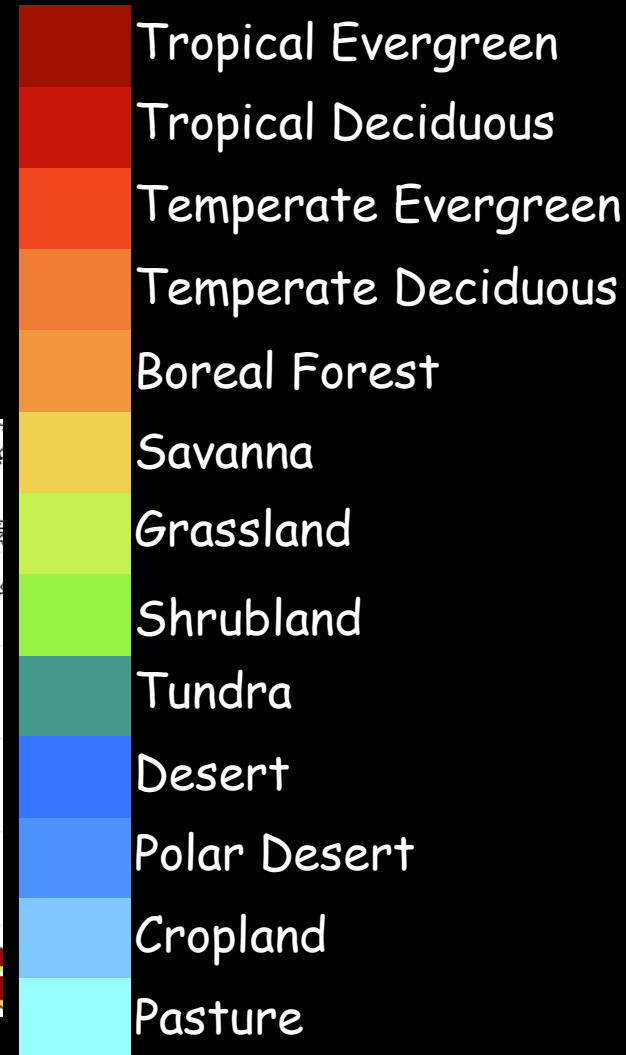 Tropical Evergreen
Tropical Deciduous
Temperate Evergreen
Temperate Deciduous
Boreal Forest
Savanna
Grassland
Shrubland
Tundra
Desert
Polar Desert
Cropland
Pasture